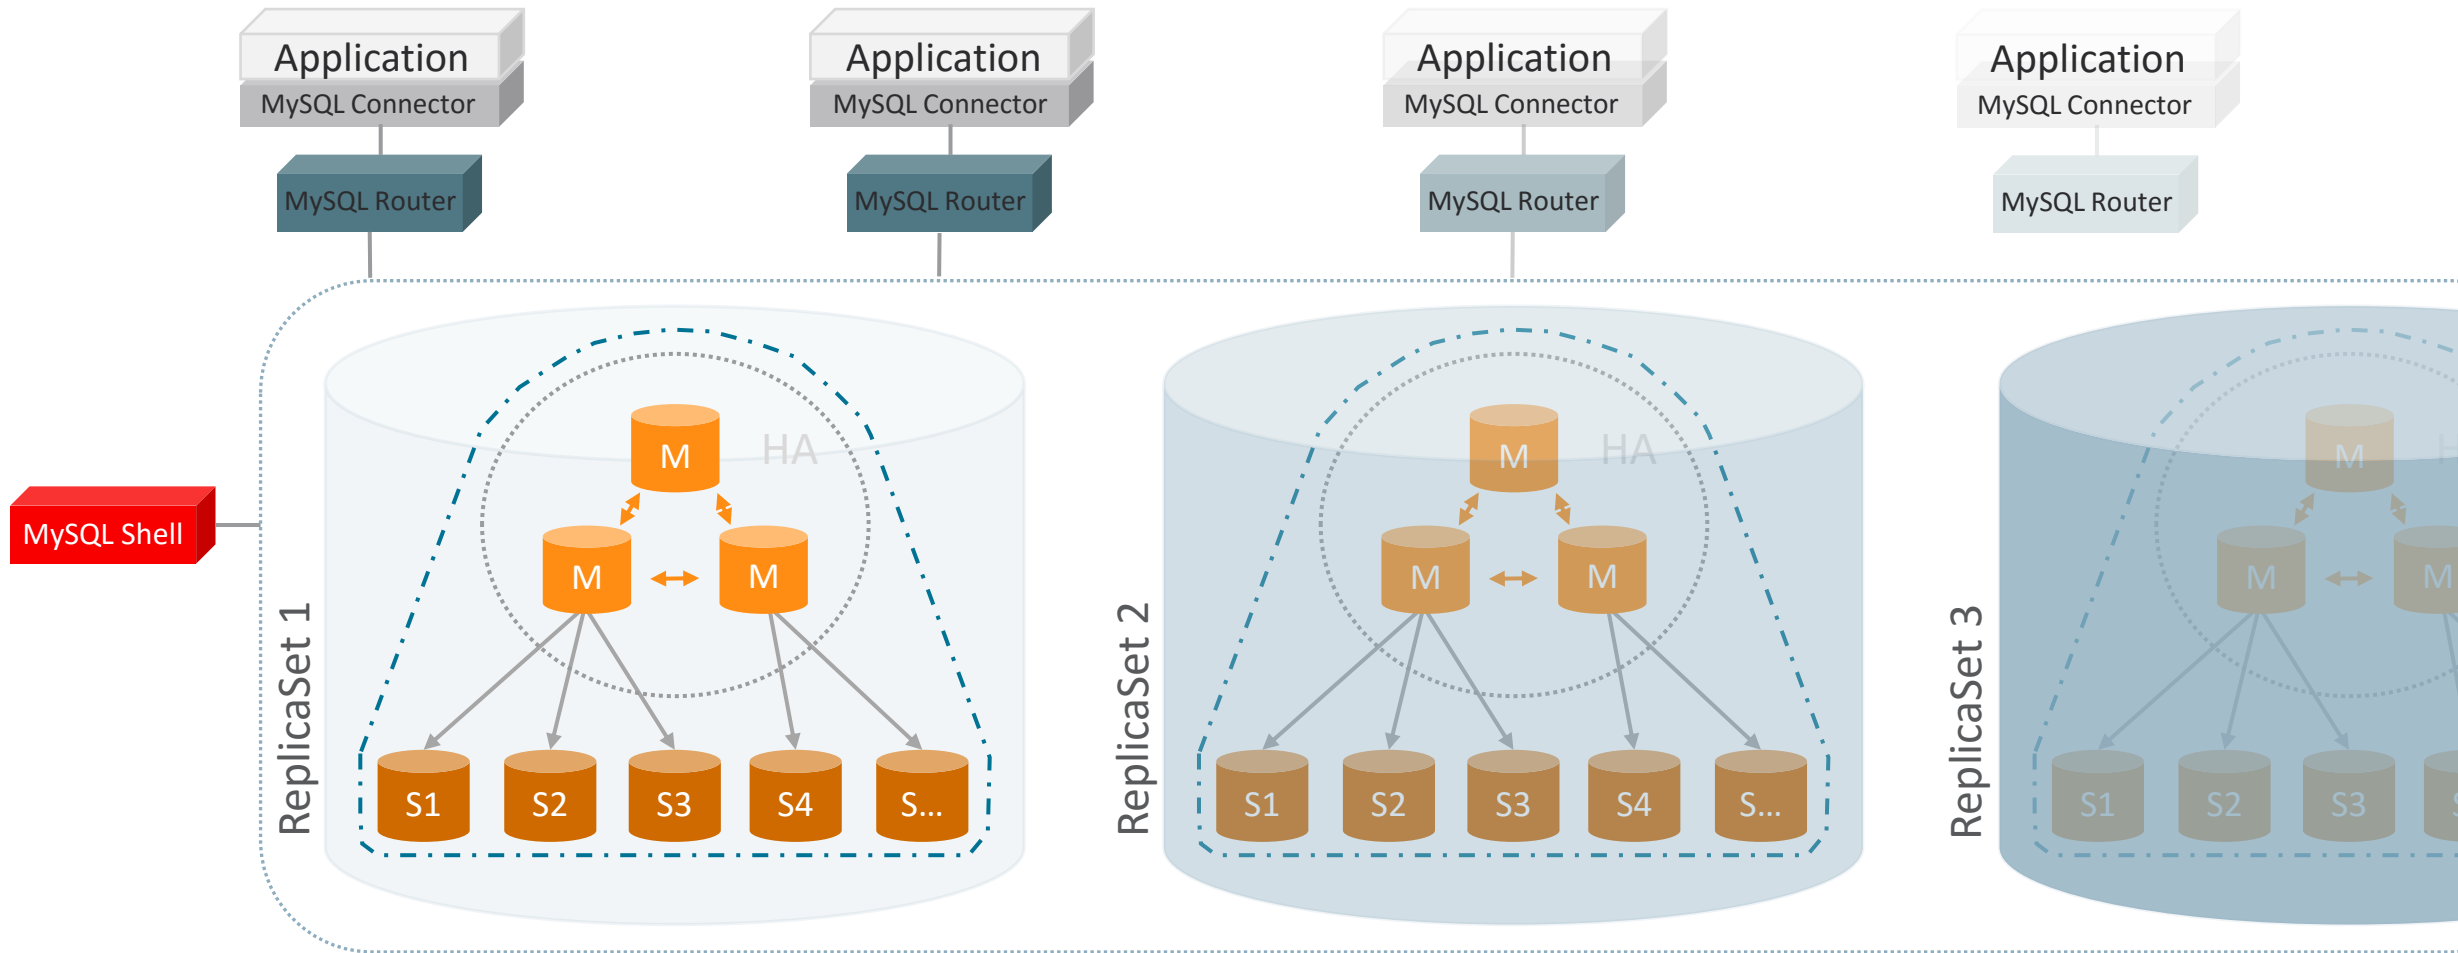 Application
MySQL Connector
MySQL Router
Application
MySQL Connector
MySQL Router
Application
MySQL Connector
MySQL Router
Application
MySQL Connector
MySQL Router
MySQL Shell
ReplicaSet 1
HA
M
M
M
S1
S2
S3
S4
S...
ReplicaSet 2
HA
M
M
M
S1
S2
S3
S4
S...
ReplicaSet 3
M
M
M
S1
S2
S3